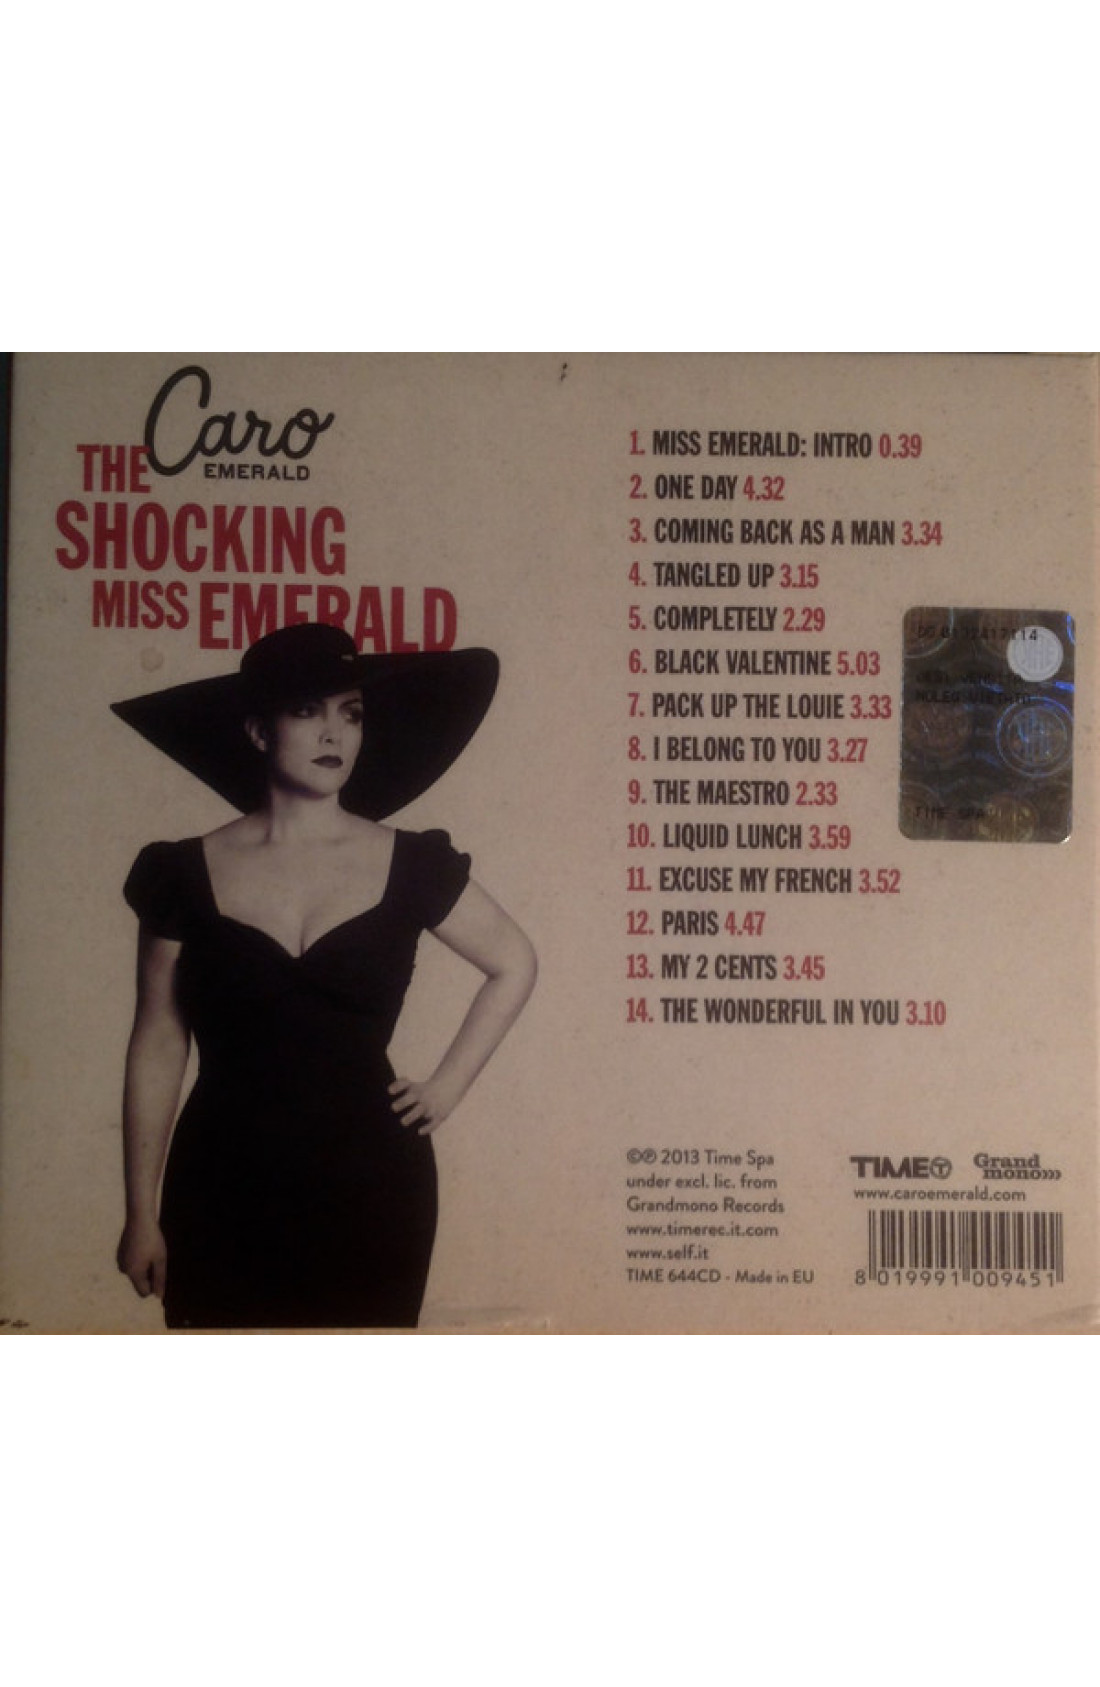 Caro
EMERALD
THE
SHOCKING
MISS EMERALD
1. MISS EMERALD: INTRO 0.39
2. ONE DAY 4.32
3. COMING BACK AS A MAN 3.34
4. TANGLED UP 3.15
5. COMPLETELY 2.29
6. BLACK VALENTINE 5.03
7. PACK UP THE LOUIE 3.33
8. I BELONG TO YOU 3.27
9. THE MAESTRO 2.33
10. LIQUID LUNCH 3.59
11. EXCUSE MY FRENCH 3.52
12. PARIS 4.47
13. MY 2 CENTS 3.45
14. THE WONDERFUL IN YOU 3.10
TIME SPA
©℗ 2013 Time Spa
under excl. lic. from
Grandmono Records
www.timerec.it.com
www.self.it
TIME 644CD - Made in EU
TIME T
Grand
mono
www.caroemerald.com
8 019991 009451